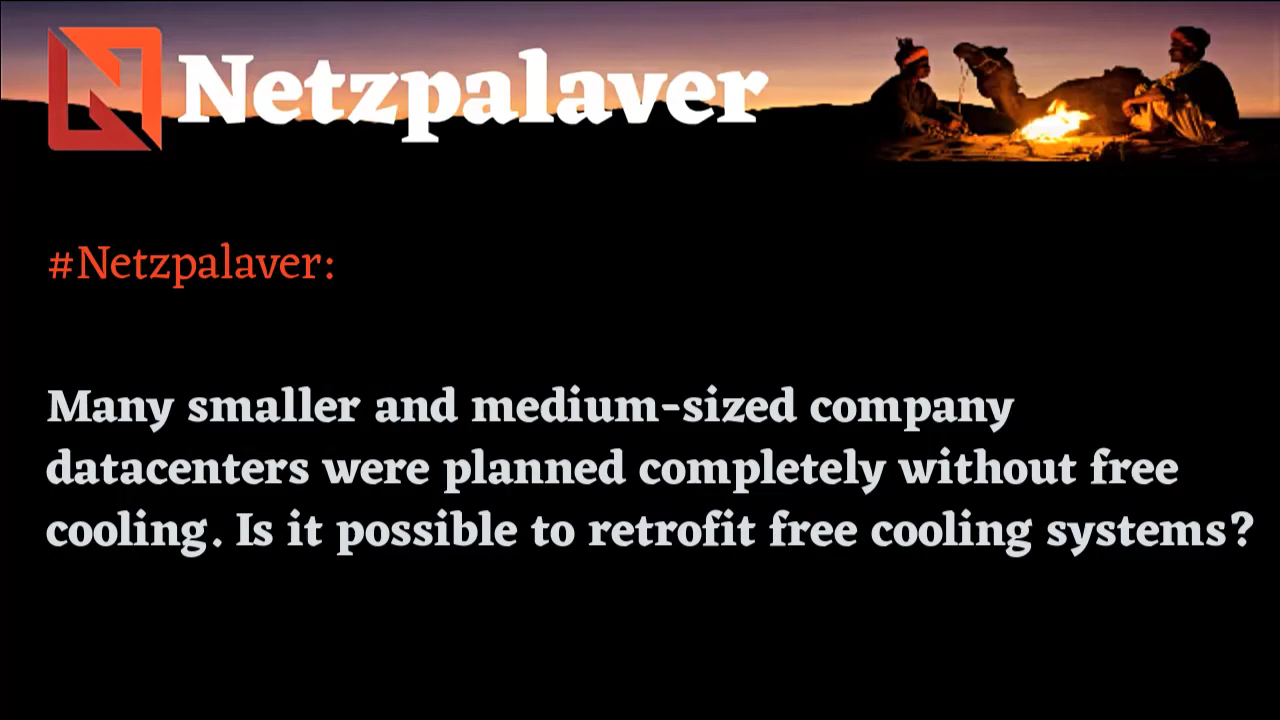 Netzpalaver
#Netzpalaver:
Many smaller and medium-sized company
datacenters were planned completely without free
cooling. Is it possible to retrofit free cooling systems?